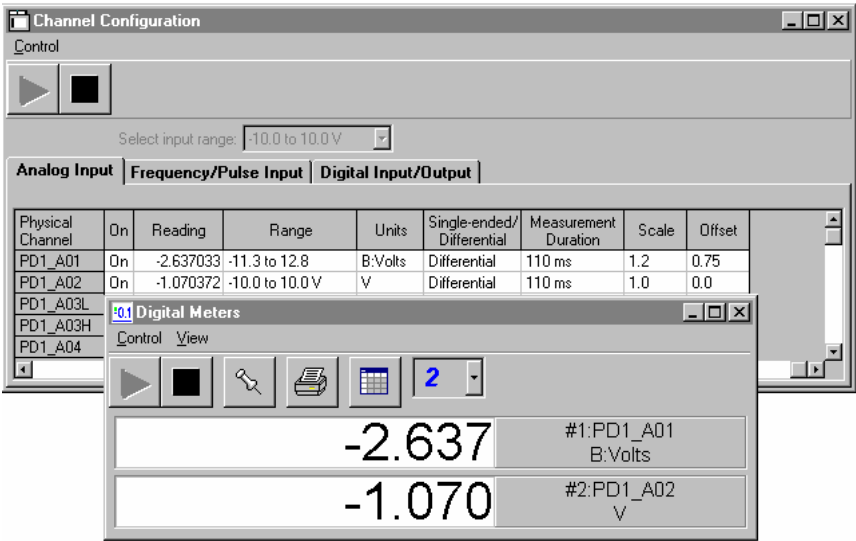 Channel Configuration
Control
Select input range: -10.0 to 10.0 V
Analog Input Frequency/Pulse Input Digital Input/Output
Physical Channel On Reading Range Units Single-ended/ Differential Measurement Duration Scale Offset
PD1_A01 On -2.637033 -11.3 to 12.8 B:Volts Differential 110 ms 1.2 0.75
PD1_A02 On -1.070372 -10.0 to 10.0 V V Differential 110 ms 1.0 0.0
PD1_A03L
PD1_A03H
PD1_A04
+0.1 Digital Meters
Control View
2
-2.637 #1:PD1_A01
B:Volts
-1.070 #2:PD1_A02
V